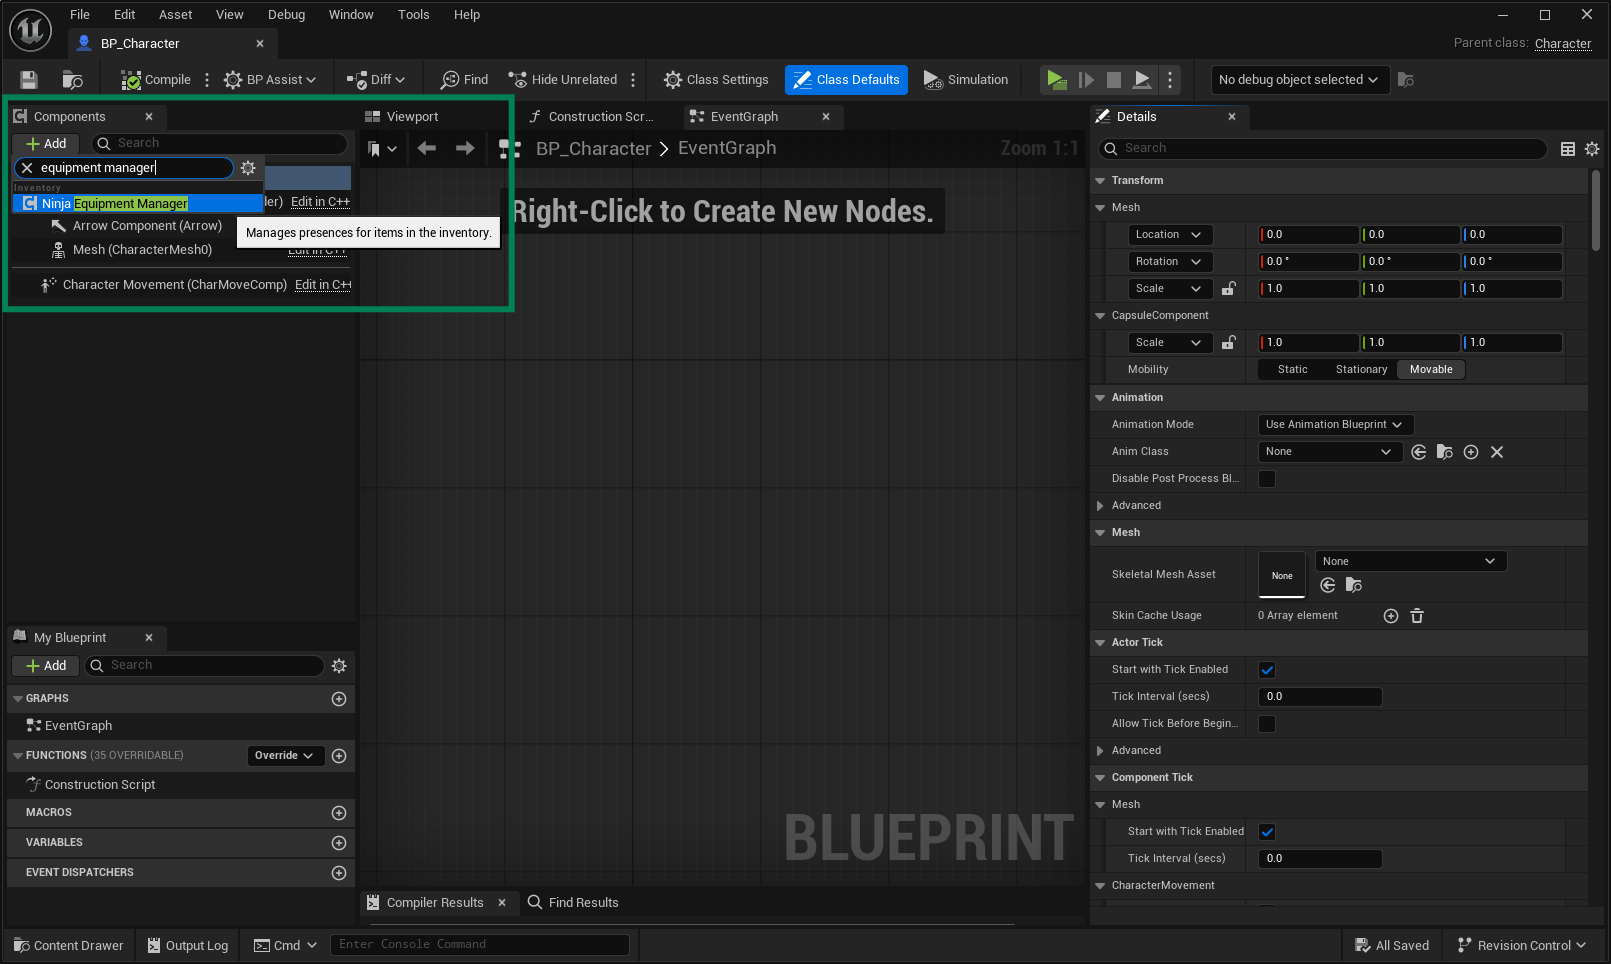 File Edit Asset View Debug Window Tools Help
BP_Character
Parent class: Character
Compile BP Assist Diff Find Hide Unrelated Class Settings Class Defaults Simulation No debug object selected
Components
Add Search
equipment manager
Inventory
Ninja Equipment Manager
ler) Edit in C++
Arrow Component (Arrow)
Manages presences for items in the inventory.
Mesh (CharacterMesh0) Edit in C++
Character Movement (CharMoveComp) Edit in C++
Viewport Construction Scr... EventGraph
BP_Character > EventGraph Zoom 1:1
Right-Click to Create New Nodes.
BLUEPRINT
My Blueprint
Add Search
GRAPHS
EventGraph
FUNCTIONS (35 OVERRIDABLE) Override
Construction Script
MACROS
VARIABLES
EVENT DISPATCHERS
Compiler Results Find Results
Details
Search
Transform
Mesh
Location 0.0 0.0 0.0
Rotation 0.0 ° 0.0 ° 0.0 °
Scale 1.0 1.0 1.0
CapsuleComponent
Scale 1.0 1.0 1.0
Mobility Static Stationary Movable
Animation
Animation Mode Use Animation Blueprint
Anim Class None
Disable Post Process Bl...
Advanced
Mesh
Skeletal Mesh Asset None None
Skin Cache Usage 0 Array element
Actor Tick
Start with Tick Enabled
Tick Interval (secs) 0.0
Allow Tick Before Begin...
Advanced
Component Tick
Mesh
Start with Tick Enabled
Tick Interval (secs) 0.0
CharacterMovement
Content Drawer Output Log Cmd Enter Console Command All Saved Revision Control